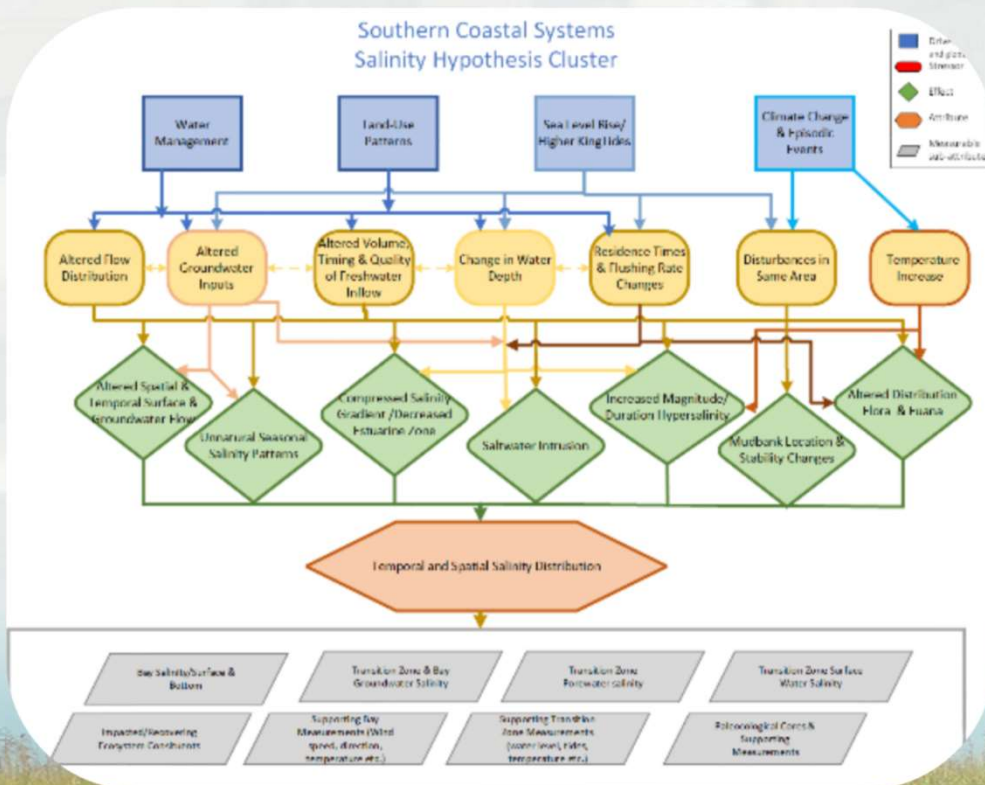 Southern Coastal Systems
Salinity Hypothesis Cluster
Stressor
Effect
Attribute
Measurable
Water
Management
Land-Use
Patterns
Sea Level Rise/
Higher KingTides
Climate Change
& Episodic
Events
Altered Flow
Distribution
Altered
Groundwater
Inputs
Altered Volume,
Timing & Quality
of Freshwater
Inflow
Change in Water
Depth
Residence Times
& Flushing Rate
Changes
Disturbances in
Same Area
Temperature
Increase
Altered Spatial &
Temporal Surface &
Groundwater Flow
Unnatural Seasonal
Salinity Patterns
Compressed Salinity
Gradient /Decreased
Estuarine Zone
Saltwater Intrusion
Increased Magnitude/
Duration Hypersalinity
Mudbank Location &
Stability Changes
Altered Distribution
Flora & Fuana
Temporal and Spatial Salinity Distribution
Bay Salinity/Surface &
Bottom
Transition Zone & Bay
Groundwater Salinity
Transition Zone
Porewater salinity
Transition Zone Surface
Water Salinity
Impacted/Recovering
Ecosystem Constituents
Supporting Bay
Measurements (Wind
speed, direction,
temperature etc.)
Supporting Transition
Zone Measurements
(water level, tides,
temperature etc.)
Paleoecological Cores &
Supporting
Measurements